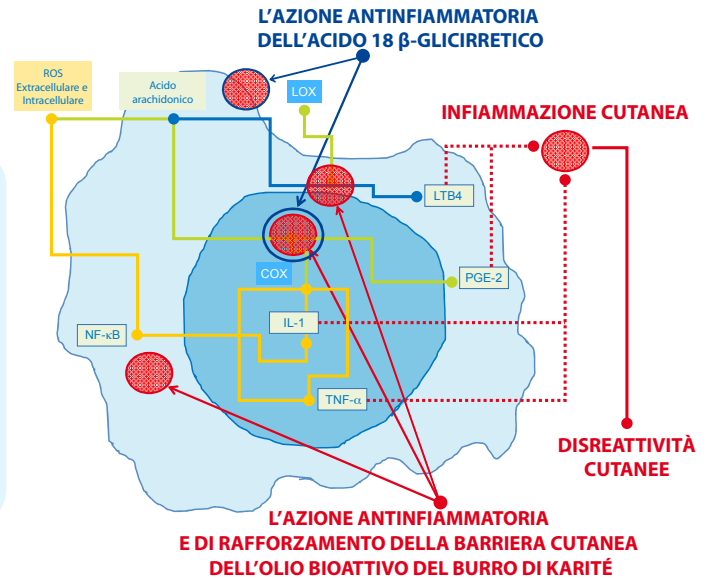 L'AZIONE ANTINFIAMMATORIA
DELL'ACIDO 18 β-GLICIRRETICO
ROS
Extracellulare e
Intracellulare
Acido
arachidonico
LOX
INFIAMMAZIONE CUTANEA
LTB4
COX
PGE-2
IL-1
NF-κB
TNF-α
DISREATTIVITÀ
CUTANEE
L'AZIONE ANTINFIAMMATORIA
E DI RAFFORZAMENTO DELLA BARRIERA CUTANEA
DELL'OLIO BIOATTIVO DEL BURRO DI KARITÉ